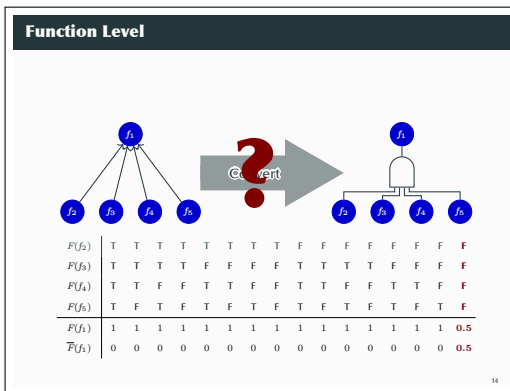 Function Level
14
f₁
f₁
Convert
?
f₂ f₃ f₄ f₅
f₂ f₃ f₄ f₅
F(f₂) T T T T T T T T F F F F F F F F
F(f₃) T T T T F F F F T T T T F F F F
F(f₄) T T F F T T F F T T F F T T F F
F(f₅) T F T F T F T F T F T F T F T F
F(f₁) 1 1 1 1 1 1 1 1 1 1 1 1 1 1 1 0.5
F̅(f₁) 0 0 0 0 0 0 0 0 0 0 0 0 0 0 0 0.5
14